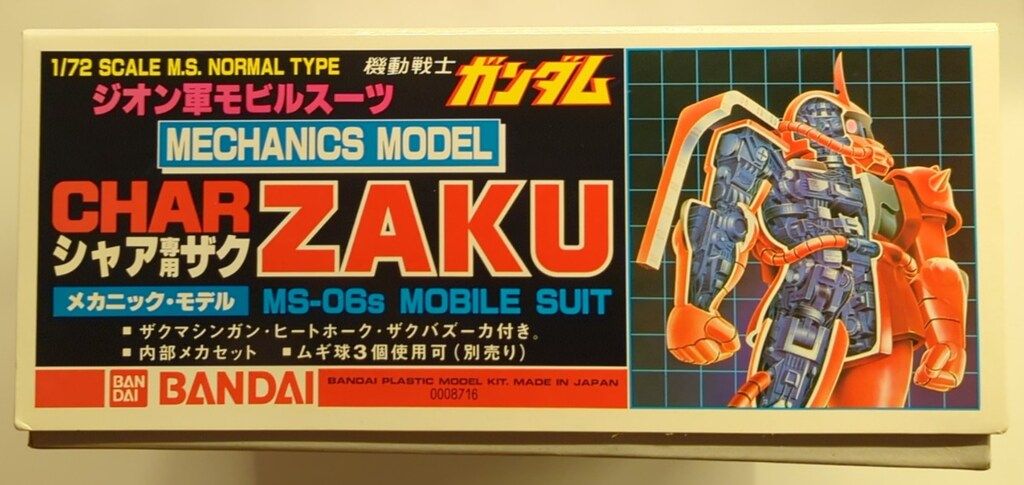 1/72 SCALE M.S. NORMAL TYPE
機動戦士 ガンダム
ジオン軍モビルスーツ
MECHANICS MODEL
CHAR ZAKU
シャア専用ザク
メカニック・モデル MS-06s MOBILE SUIT
■ ザクマシンガン・ヒートホーク・ザクバズーカ付き。
■ 内部メカセット ■ ムギ球3個使用可(別売り)
BAN
DAI
BANDAI
BANDAI PLASTIC MODEL KIT. MADE IN JAPAN
0008716